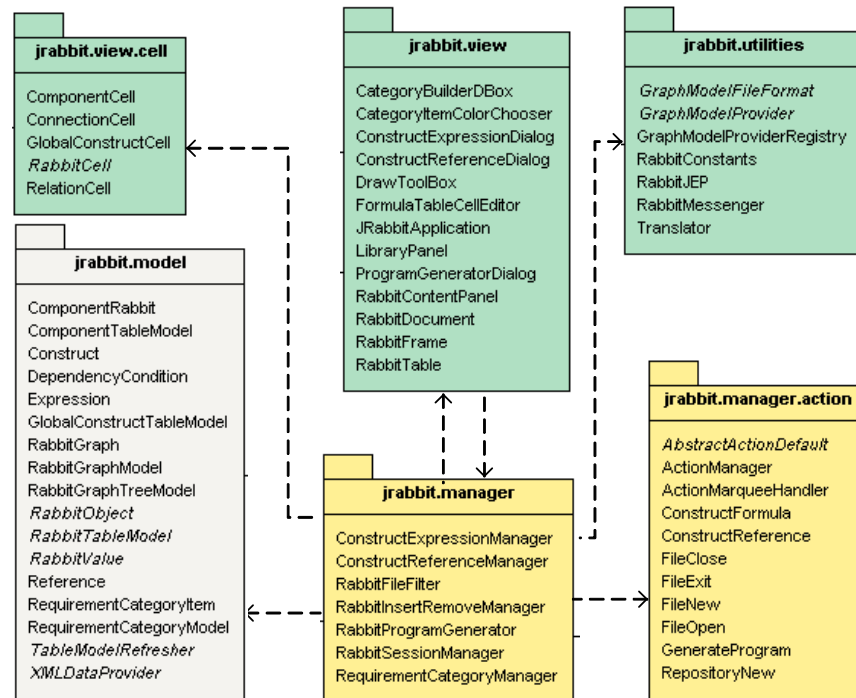 jrabbit.view.cell
ComponentCell
ConnectionCell
GlobalConstructCell
RabbitCell
RelationCell
jrabbit.view
CategoryBuilderDBox
CategoryItemColorChooser
ConstructExpressionDialog
ConstructReferenceDialog
DrawToolBox
FormulaTableCellEditor
JRabbitApplication
LibraryPanel
ProgramGeneratorDialog
RabbitContentPanel
RabbitDocument
RabbitFrame
RabbitTable
jrabbit.utilities
GraphModelFileFormat
GraphModelProvider
GraphModelProviderRegistry
RabbitConstants
RabbitJEP
RabbitMessenger
Translator
jrabbit.model
ComponentRabbit
ComponentTableModel
Construct
DependencyCondition
Expression
GlobalConstructTableModel
RabbitGraph
RabbitGraphModel
RabbitGraphTreeModel
RabbitObject
RabbitTableModel
RabbitValue
Reference
RequirementCategoryItem
RequirementCategoryModel
TableModelRefresher
XMLDataProvider
jrabbit.manager
ConstructExpressionManager
ConstructReferenceManager
RabbitFileFilter
RabbitInsertRemoveManager
RabbitProgramGenerator
RabbitSessionManager
RequirementCategoryManager
jrabbit.manager.action
AbstractActionDefault
ActionManager
ActionMarqueeHandler
ConstructFormula
ConstructReference
FileClose
FileExit
FileNew
FileOpen
GenerateProgram
RepositoryNew